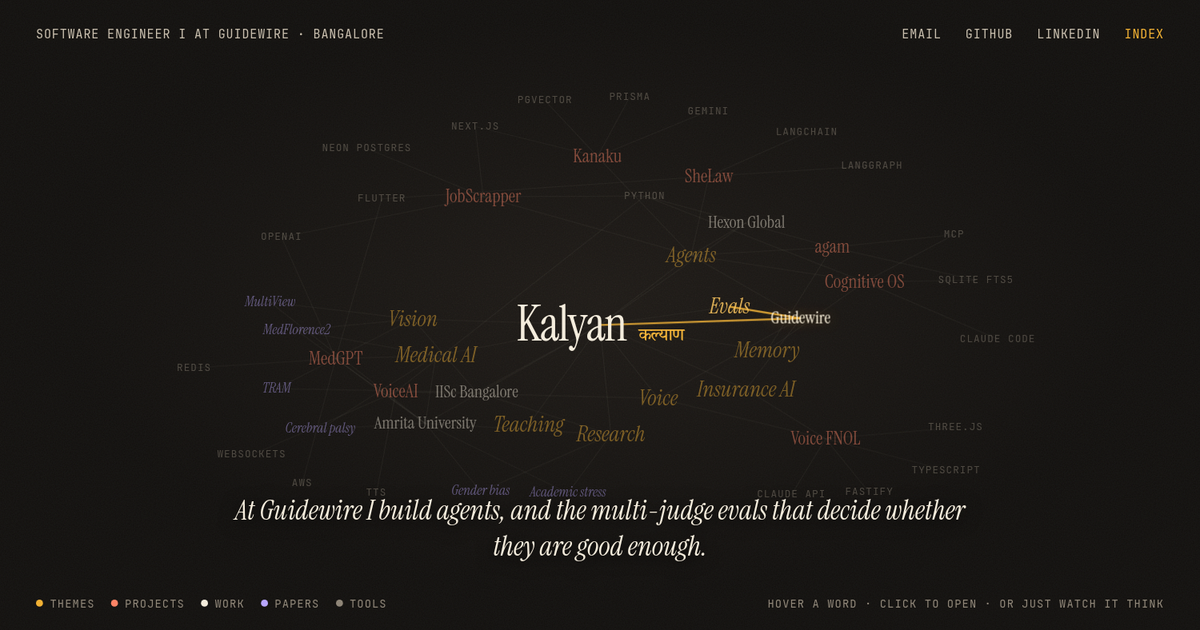 SOFTWARE ENGINEER I AT GUIDEWIRE · BANGALORE
EMAIL GITHUB LINKEDIN INDEX
PGVECTOR
PRISMA
GEMINI
NEXT.JS
LANGCHAIN
NEON POSTGRES
Kanaku
LANGGRAPH
SheLaw
FLUTTER
JobScrapper
PYTHON
Hexon Global
OPENAI
MCP
agam
Agents
Cognitive OS
SQLITE FTS5
MultiView
Evals
Vision
Guidewire
MedFlorence2
Kalyan कल्याण
CLAUDE CODE
Memory
MedGPT
Medical AI
REDIS
TRAM
VoiceAI
IISc Bangalore
Voice
Insurance AI
Cerebral palsy
Amrita University
Teaching
Research
Voice FNOL
THREE.JS
WEBSOCKETS
TYPESCRIPT
AWS
TTS
Gender bias
Academic stress
CLAUDE API
FASTIFY
At Guidewire I build agents, and the multi-judge evals that decide whether
they are good enough.
THEMES PROJECTS WORK PAPERS TOOLS
HOVER A WORD · CLICK TO OPEN · OR JUST WATCH IT THINK